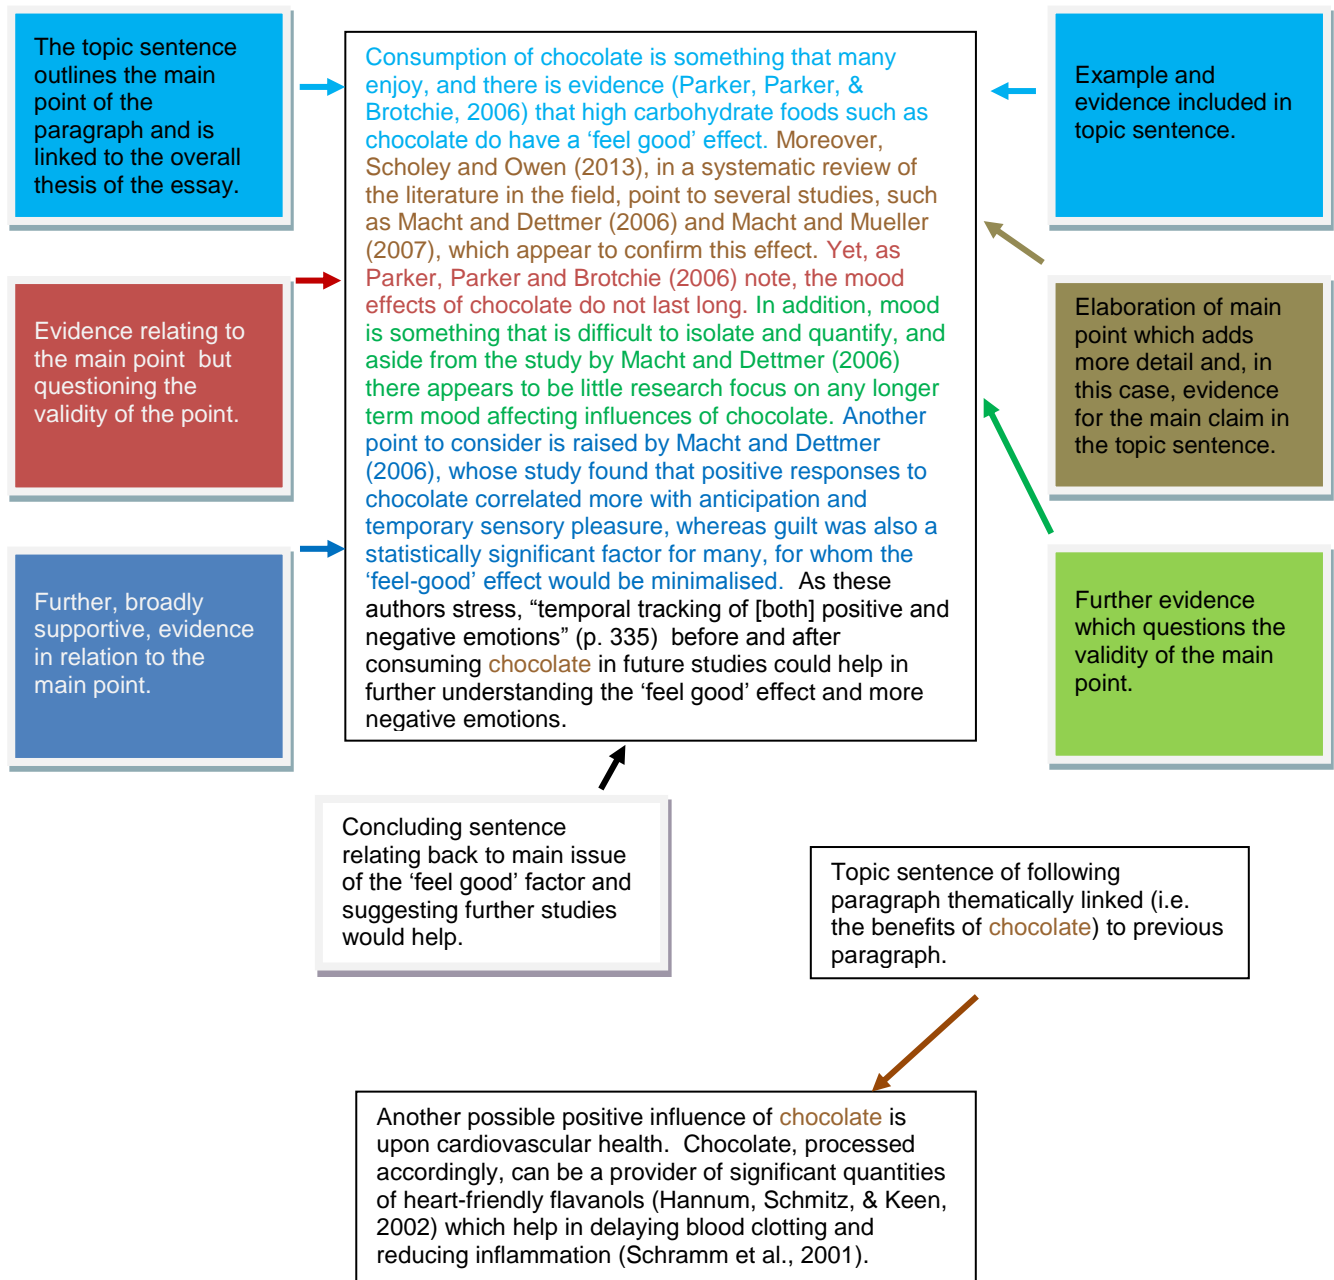 The topic sentence
outlines the main
point of the
paragraph and is
linked to the overall
thesis of the essay.
Evidence relating to
the main point  but
questioning the
validity of the point.
Further, broadly
supportive, evidence
in relation to the
main point.
Consumption of chocolate is something that many
enjoy, and there is evidence (Parker, Parker, &
Brotchie, 2006) that high carbohydrate foods such as
chocolate do have a ‘feel good’ effect. Moreover,
Scholey and Owen (2013), in a systematic review of
the literature in the field, point to several studies, such
as Macht and Dettmer (2006) and Macht and Mueller
(2007), which appear to confirm this effect. Yet, as
Parker, Parker and Brotchie (2006) note, the mood
effects of chocolate do not last long. In addition, mood
is something that is difficult to isolate and quantify, and
aside from the study by Macht and Dettmer (2006)
there appears to be little research focus on any longer
term mood affecting influences of chocolate. Another
point to consider is raised by Macht and Dettmer
(2006), whose study found that positive responses to
chocolate correlated more with anticipation and
temporary sensory pleasure, whereas guilt was also a
statistically significant factor for many, for whom the
‘feel-good’ effect would be minimalised.  As these
authors stress, “temporal tracking of [both] positive and
negative emotions” (p. 335)  before and after
consuming chocolate in future studies could help in
further understanding the ‘feel good’ effect and more
negative emotions.
Example and
evidence included in
topic sentence.
Elaboration of main
point which adds
more detail and, in
this case, evidence
for the main claim in
the topic sentence.
Further evidence
which questions the
validity of the main
point.
Concluding sentence
relating back to main issue
of the ‘feel good’ factor and
suggesting further studies
would help.
Topic sentence of following
paragraph thematically linked (i.e.
the benefits of chocolate) to previous
paragraph.
Another possible positive influence of chocolate is
upon cardiovascular health.  Chocolate, processed
accordingly, can be a provider of significant quantities
of heart-friendly flavanols (Hannum, Schmitz, & Keen,
2002) which help in delaying blood clotting and
reducing inflammation (Schramm et al., 2001).